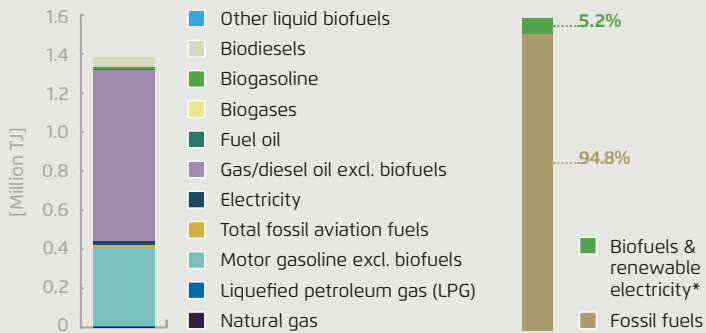 [Million TJ]
1.6
1.4
1.2
1.0
0.8
0.6
0.4
0.2
0
Other liquid biofuels
Biodiesels
Biogasoline
Biogases
Fuel oil
Gas/diesel oil excl. biofuels
Electricity
Total fossil aviation fuels
Motor gasoline excl. biofuels
Liquefied petroleum gas (LPG)
Natural gas
5.2%
94.8%
Biofuels &
renewable
electricity*
Fossil fuels